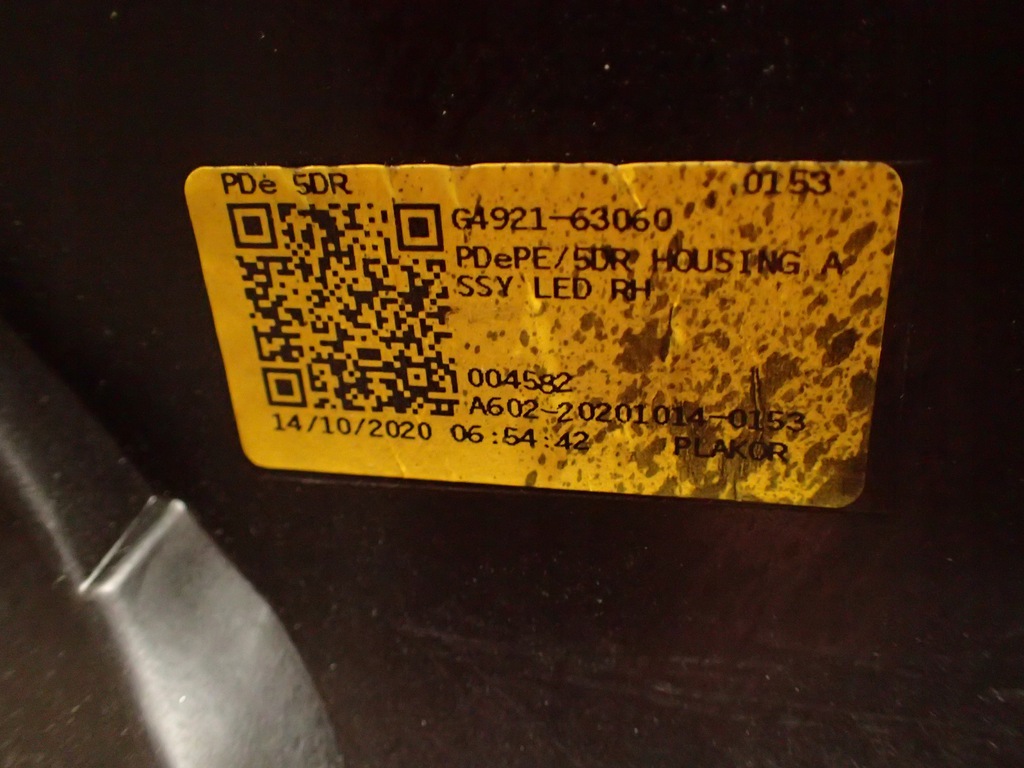 PDe 5DR 0153
G4921-63060
PDePE/5DR HOUSING A
SSY LED RH
004582
A602-20201014-0153
14/10/2020 06:54:42 PLAKOR